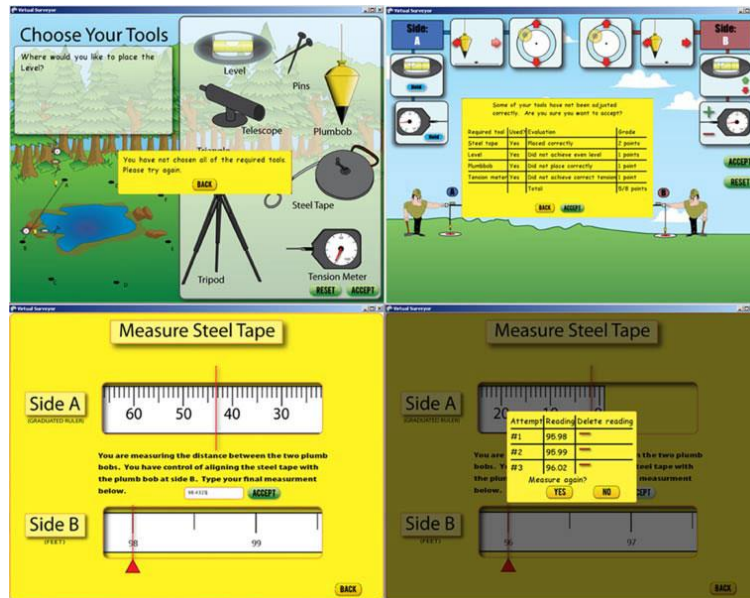 Virtual Surveyor
Choose Your Tools
Where would you like to place the
Level?
Level
Pins
Telescope
Plumbob
Triangle
You have not chosen all of the required tools.
Please try again.
BACK
Steel Tape
Tripod
Tension Meter
RESET
ACCEPT
Virtual Surveyor
Side:
A
Side:
B
Hold
Hold
Some of your tools have not been adjusted
correctly. Are you sure you want to accept?
Required tool Used? Evaluation Grade
Steel tape Yes Placed correctly 2 points
Level Yes Did not achieve even level 1 points
Plumbbob Yes Did not place correctly 1 points
Tension meter Yes Did not achieve correct tension 1 point
Total: 5/8 points
BACK
ACCEPT
ACCEPT
RESET
A
B
Virtual Surveyor
Measure Steel Tape
Side A
(GRADUATED RULER)
60 50 40 30
You are measuring the distance between the two plumb
bobs. You have control of aligning the steel tape with
the plumb bob at side B. Type your final measurment
below.
ACCEPT
Side B
(FEET)
98 99
BACK
Virtual Surveyor
Measure Steel Tape
Side A
(GRADUATED RULER)
20 10 0
Attempt Reading Delete reading
#1 95.98
#2 95.99
#3 96.02
Measure again?
YES
NO
You are
the two plumb
bobs. You
tape with
the plumb
measurment
below.
Side B
(FEET)
96 97
BACK